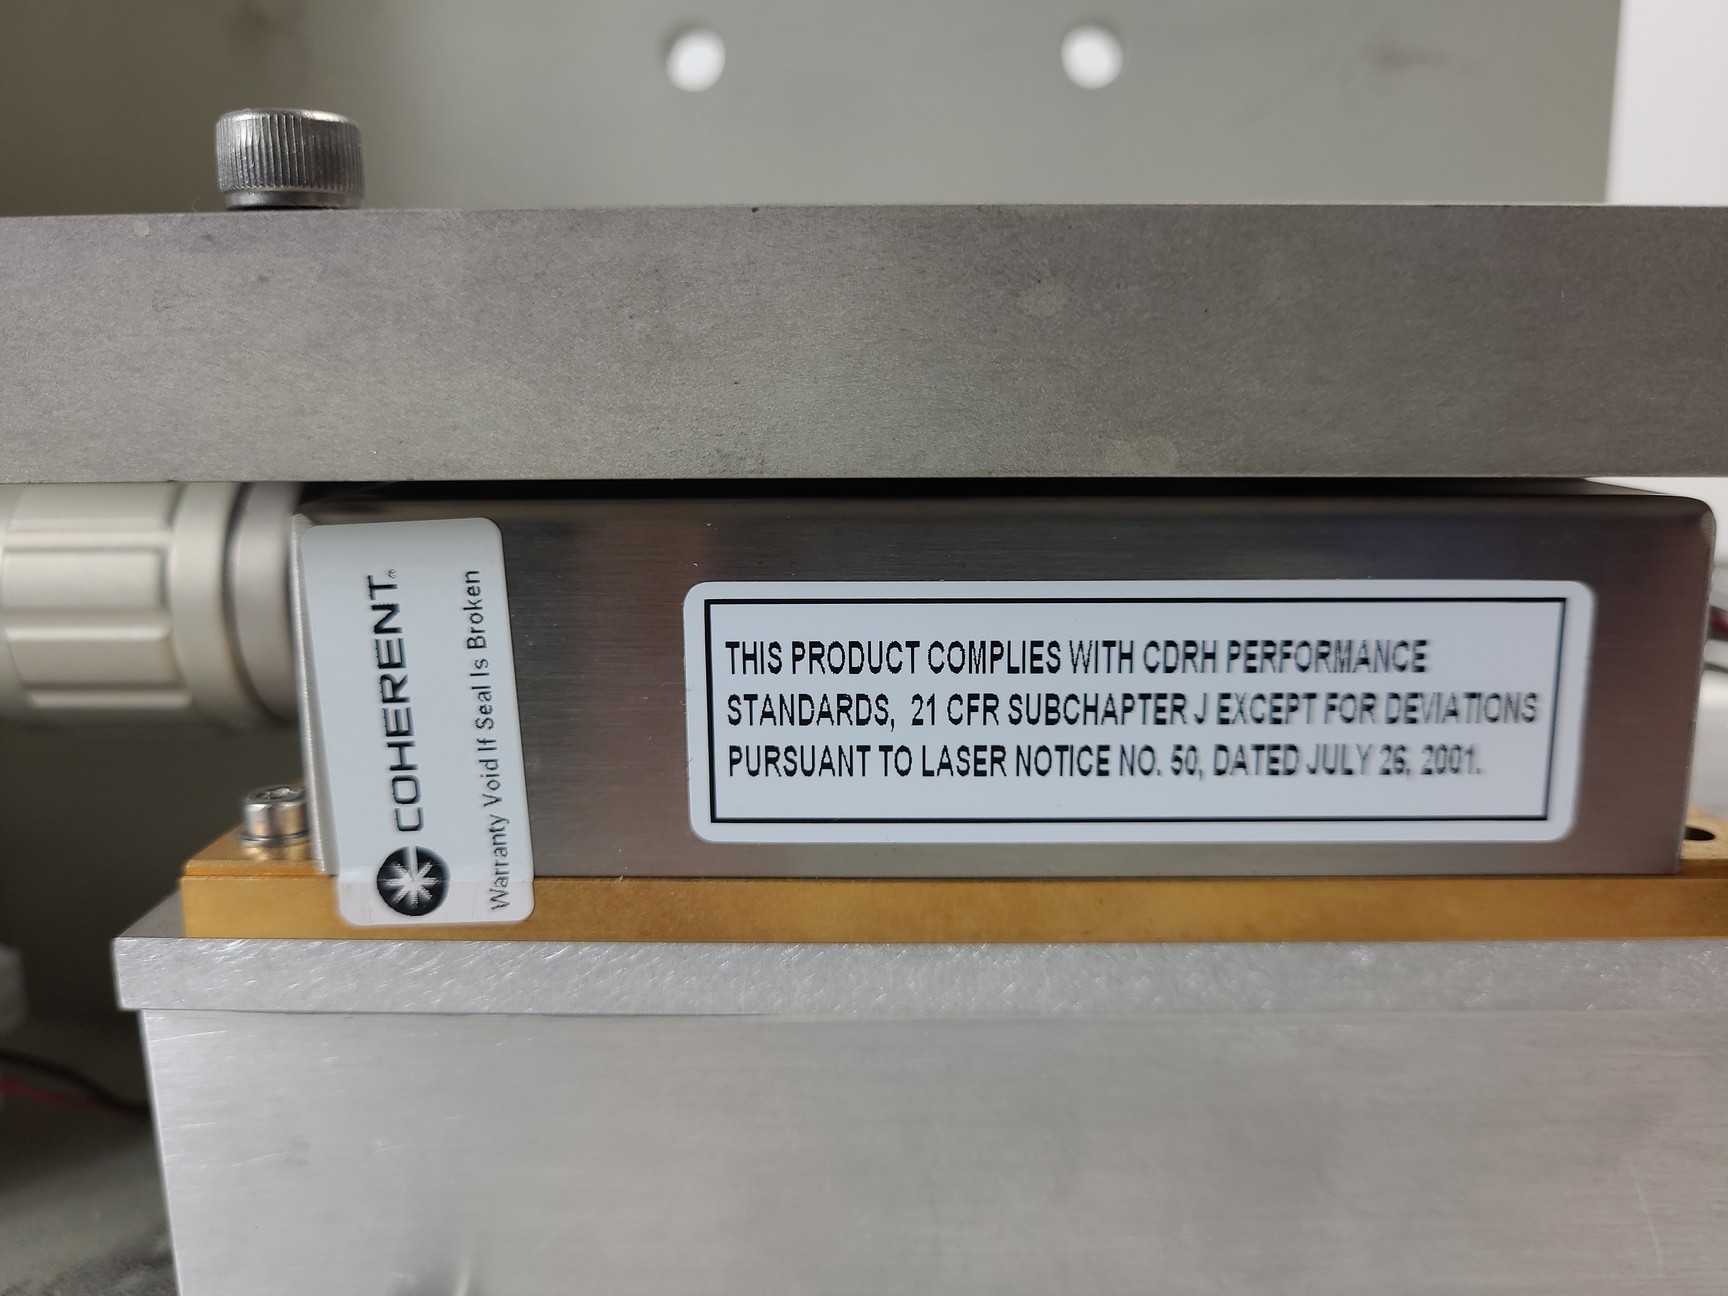 COHERENT®
Warranty Void If Seal Is Broken
THIS PRODUCT COMPLIES WITH CDRH PERFORMANCE
STANDARDS, 21 CFR SUBCHAPTER J EXCEPT FOR DEVIATIONS
PURSUANT TO LASER NOTICE NO. 50, DATED JULY 26, 2001.